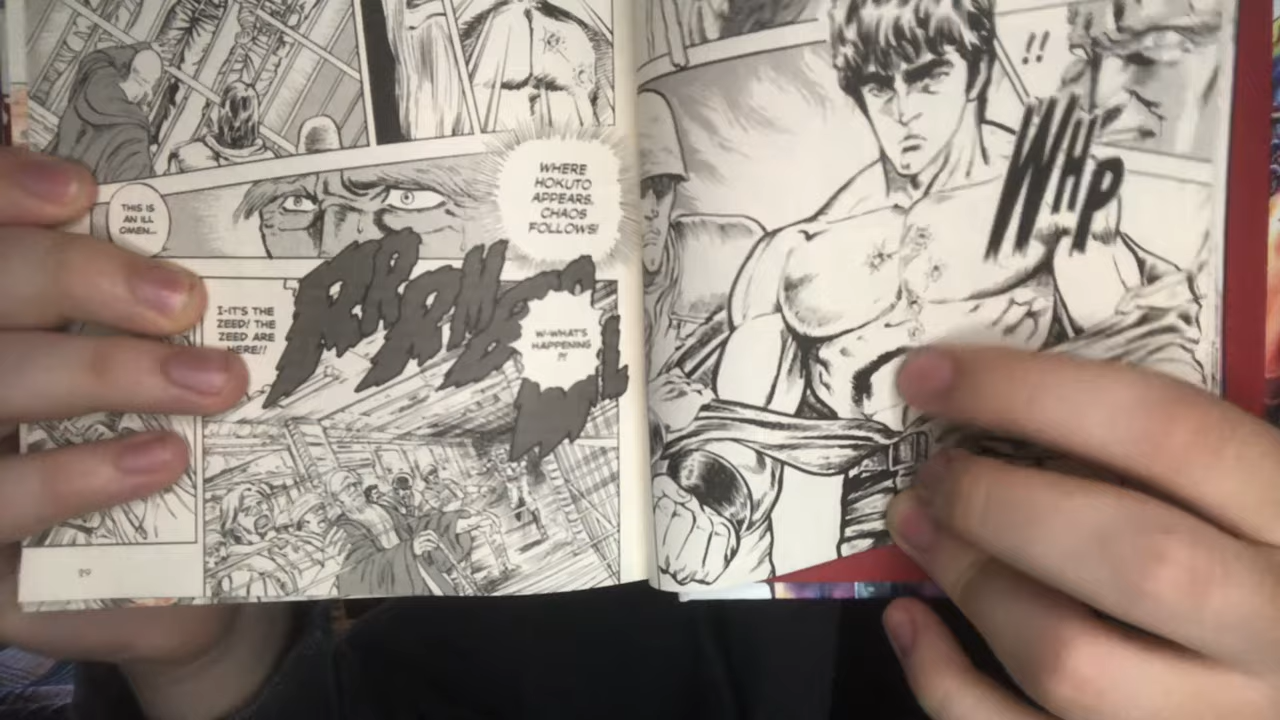 THIS IS
AN ILL
OMEN...
WHERE
HOKUTO
APPEARS,
CHAOS
FOLLOWS!
I-IT'S THE
ZEED! THE
ZEED ARE
HERE!!
W-WHAT'S
HAPPENING
?!
29
!!
WHP